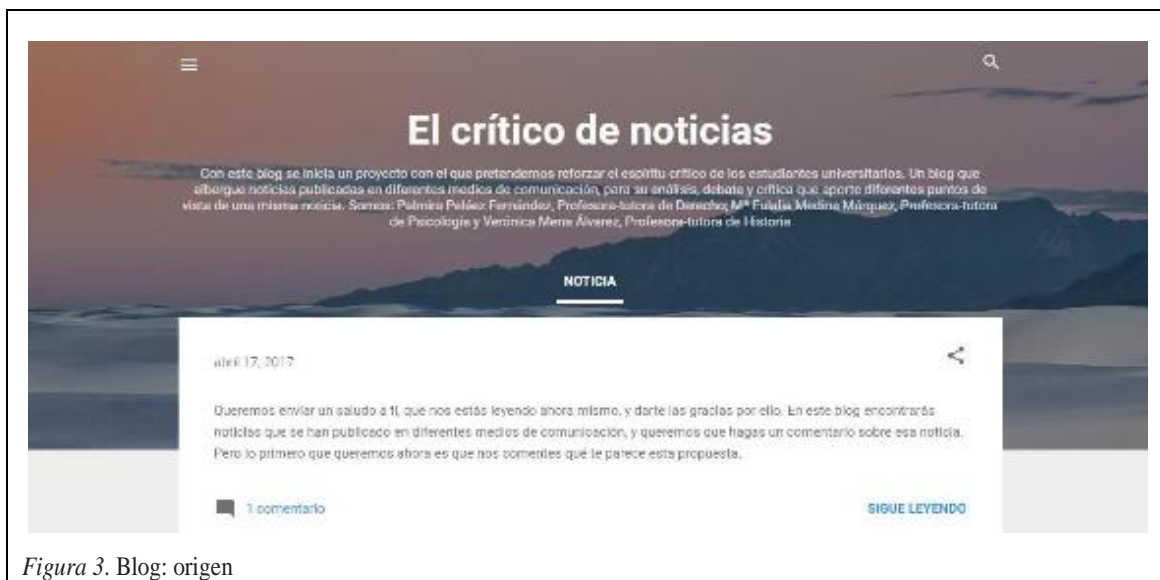 El crítico de noticias
Con este blog se inicia un proyecto con el que pretendemos reforzar el espíritu crítico de los estudiantes universitarios. Un blog que
albergue noticias publicadas en diferentes medios de comunicación, para su análisis, debate y crítica que aporte diferentes puntos de
vista de una misma noticia. Somos: Palmira Peláez Fernández, Profesora-tutora de Derecho; Mª Eulalia Medina Márquez, Profesora-tutora
de Psicología y Verónica Mena Álvarez, Profesora-tutora de Historia
NOTICIA
abril 17, 2017
Queremos enviar un saludo a ti, que nos estás leyendo ahora mismo, y darte las gracias por ello. En este blog encontrarás
noticias que se han publicado en diferentes medios de comunicación, y queremos que hagas un comentario sobre esa noticia.
Pero lo primero que queremos ahora es que nos comentes qué te parece esta propuesta.
1 comentario
SIGUE LEYENDO
Figura 3. Blog: origen